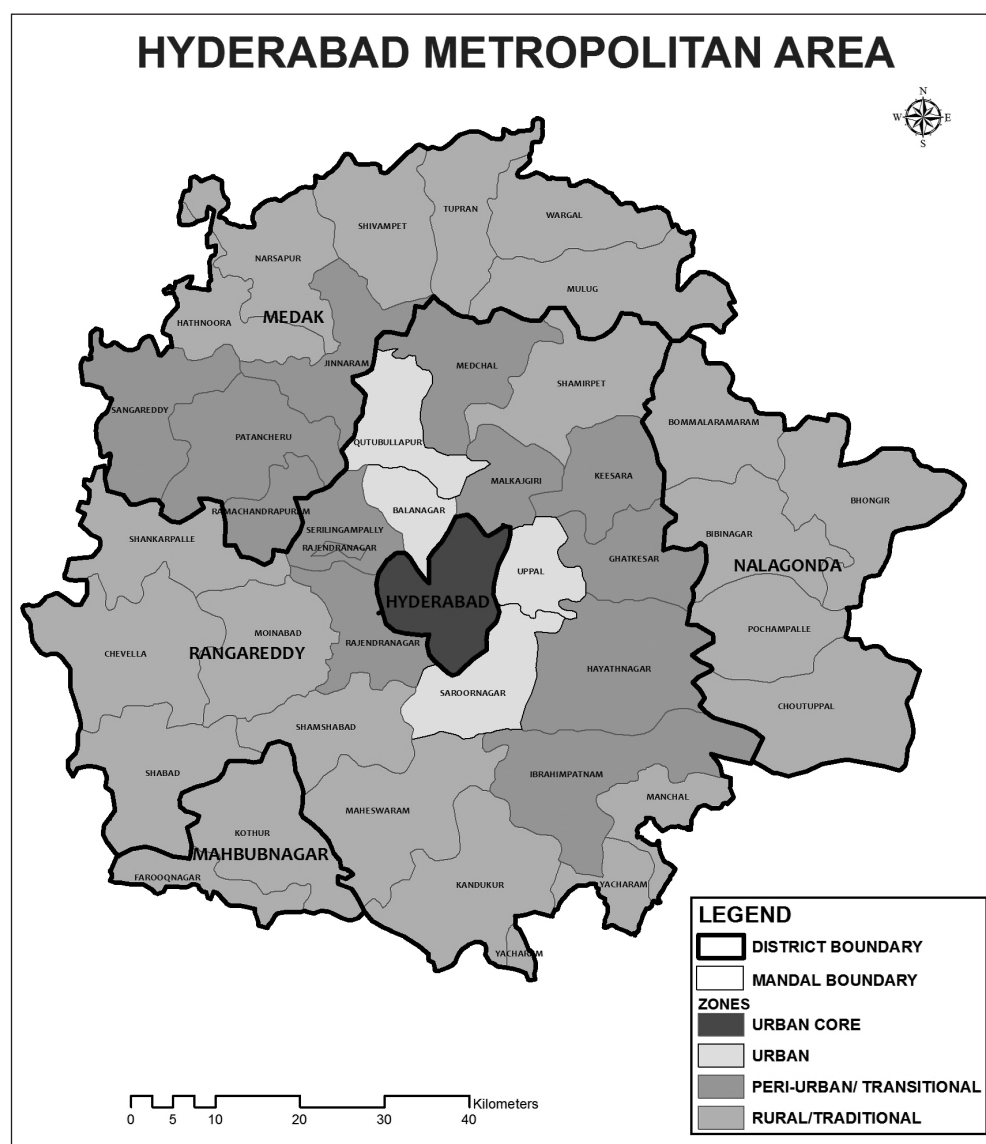 HYDERABAD METROPOLITAN AREA
N
W
E
S
TUPRAN
WARGAL
SHIVAMPET
NARSAPUR
MULUG
HATHNOORA
MEDAK
JINNARAM
MEDCHAL
SHAMIRPET
SANGAREDDY
BOMMALARAMARAM
PATANCHERU
QUTUBULLAPUR
MALKAJGIRI
KEESARA
BHONGIR
RAMACHANDRAPURAM
BALANAGAR
SERILINGAMPALLY
SHANKARPALLE
BIBINAGAR
RAJENDRANAGAR
GHATKESAR
NALAGONDA
UPPAL
HYDERABAD
POCHAMPALLE
MOINABAD
RAJENDRANAGAR
CHEVELLA
RANGAREDDY
HAYATHNAGAR
SAROORNAGAR
CHOUTUPPAL
SHAMSHABAD
SHABAD
IBRAHIMPATNAM
MANCHAL
MAHESWARAM
KOTHUR
MAHBUBNAGAR
FAROOQNAGAR
KANDUKUR
YACHARAM
YACHARAM
LEGEND
DISTRICT BOUNDARY
MANDAL BOUNDARY
ZONES
URBAN CORE
URBAN
PERI-URBAN/ TRANSITIONAL
RURAL/TRADITIONAL
Kilometers
0 5 10 20 30 40